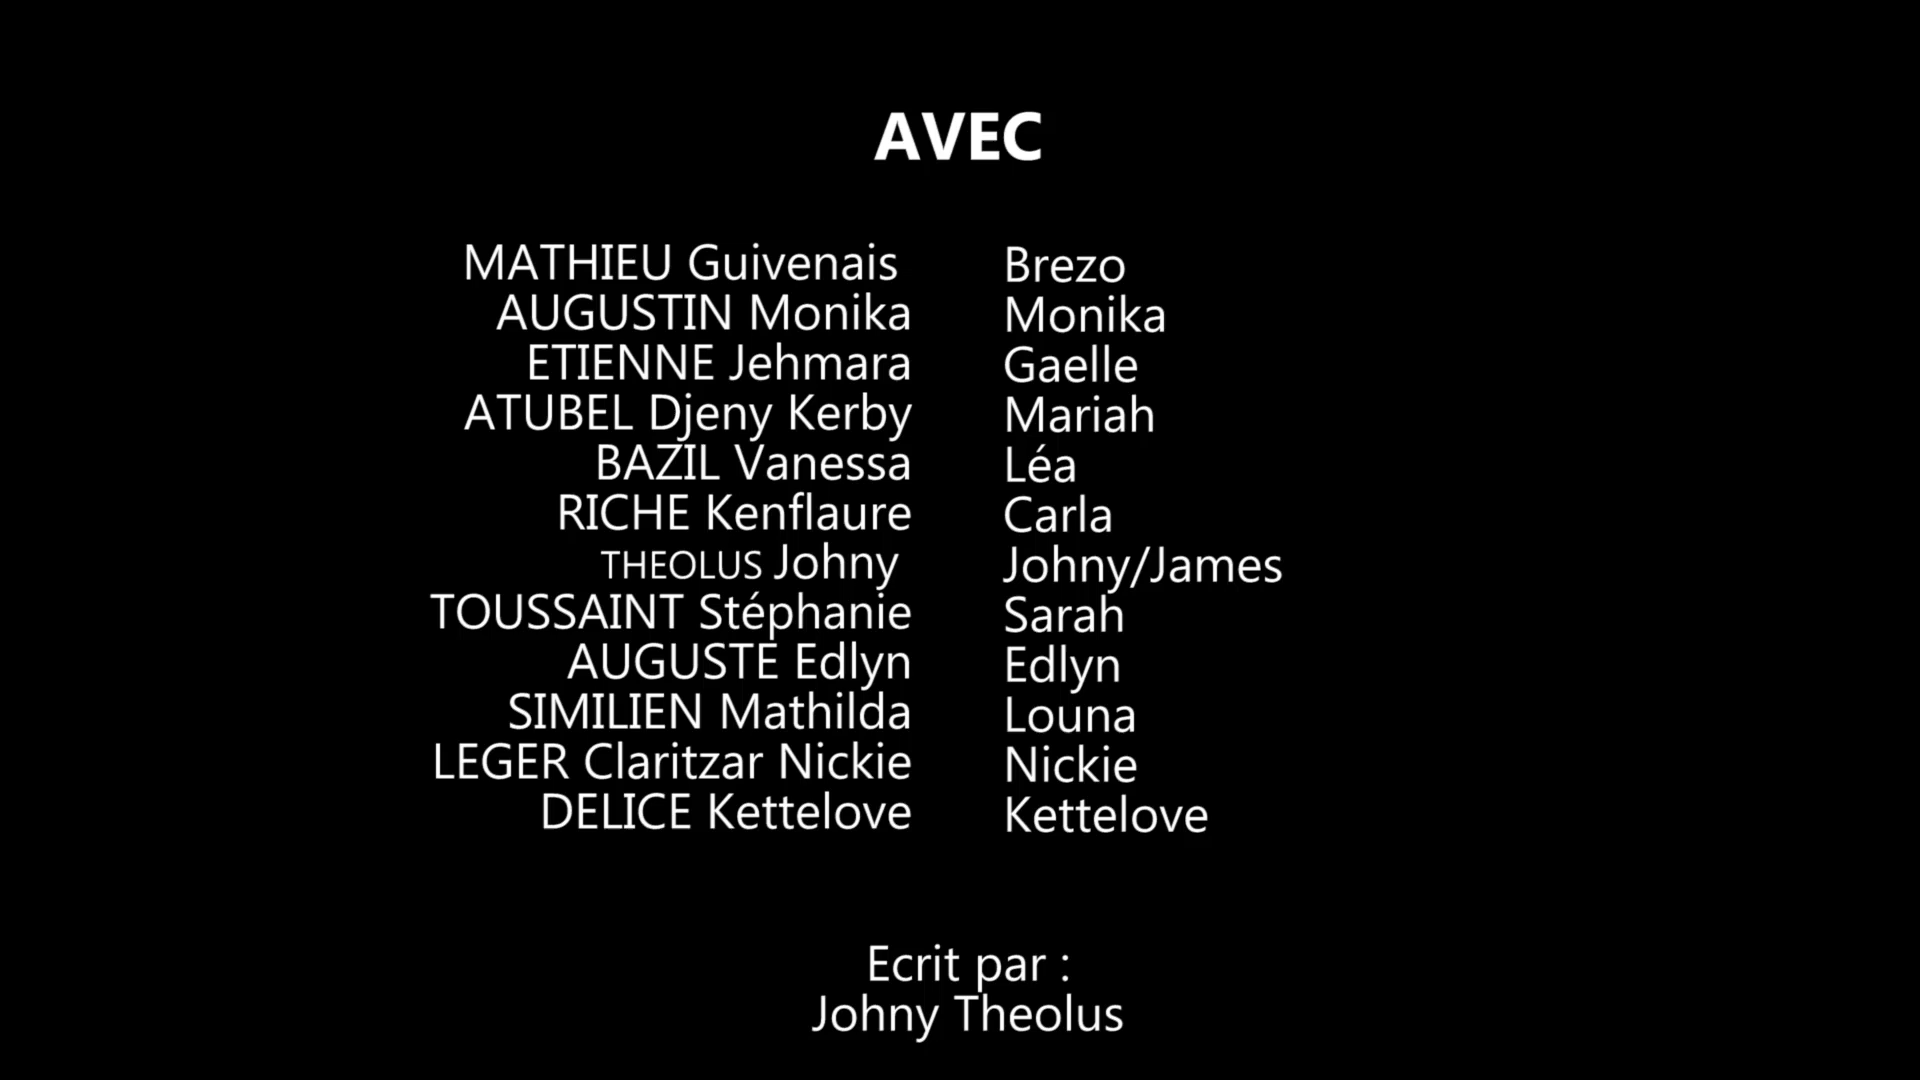 AVEC
MATHIEU Guivenais Brezo
AUGUSTIN Monika Monika
ETIENNE Jehmara Gaelle
ATUBEL Djeny Kerby Mariah
BAZIL Vanessa Léa
RICHE Kenflaure Carla
THEOLUS Johny Johny/James
TOUSSAINT Stéphanie Sarah
AUGUSTE Edlyn Edlyn
SIMILIEN Mathilda Louna
LEGER Claritzar Nickie Nickie
DELICE Kettelove Kettelove
Ecrit par :
Johny Theolus